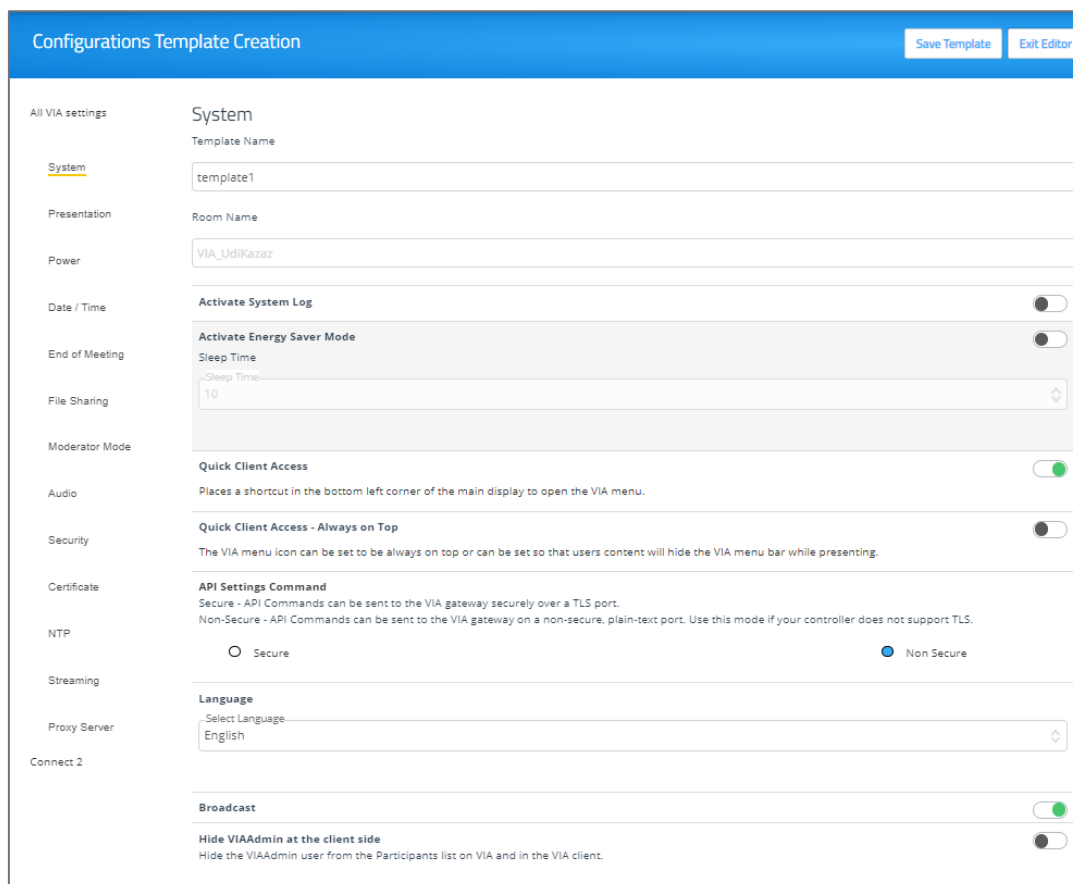 Configurations Template Creation
Save Template
Exit Editor
All VIA settings
System
Presentation
Power
Date / Time
End of Meeting
File Sharing
Moderator Mode
Audio
Security
Certificate
NTP
Streaming
Proxy Server
Connect 2
System
Template Name
template1
Room Name
VIA_UdiKazaz
Activate System Log
Activate Energy Saver Mode
Sleep Time
Sleep Time
10
Quick Client Access
Places a shortcut in the bottom left corner of the main display to open the VIA menu.
Quick Client Access - Always on Top
The VIA menu icon can be set to be always on top or can be set so that users content will hide the VIA menu bar while presenting.
API Settings Command
Secure - API Commands can be sent to the VIA gateway securely over a TLS port.
Non-Secure - API Commands can be sent to the VIA gateway on a non-secure, plain-text port. Use this mode if your controller does not support TLS.
Secure
Non Secure
Language
Select Language
English
Broadcast
Hide VIAAdmin at the client side
Hide the VIAAdmin user from the Participants list on VIA and in the VIA client.